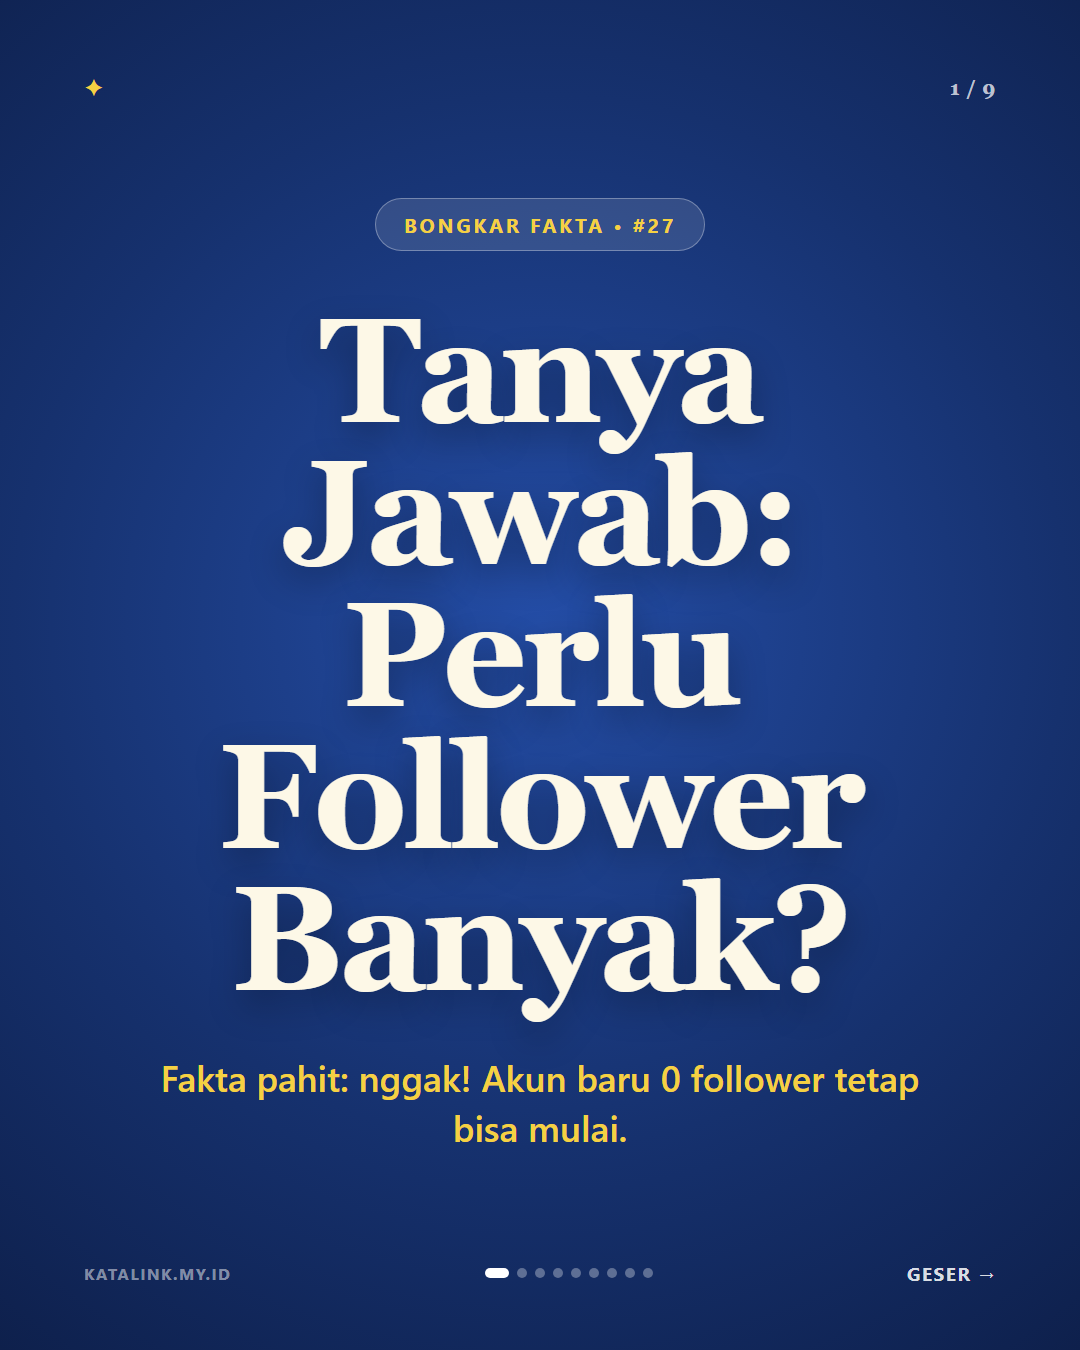 ✦
1 / 9
BONGKAR FAKTA • #27
Tanya
Jawab:
Perlu
Follower
Banyak?
Fakta pahit: nggak! Akun baru 0 follower tetap
bisa mulai.
KATALINK.MY.ID
GESER →